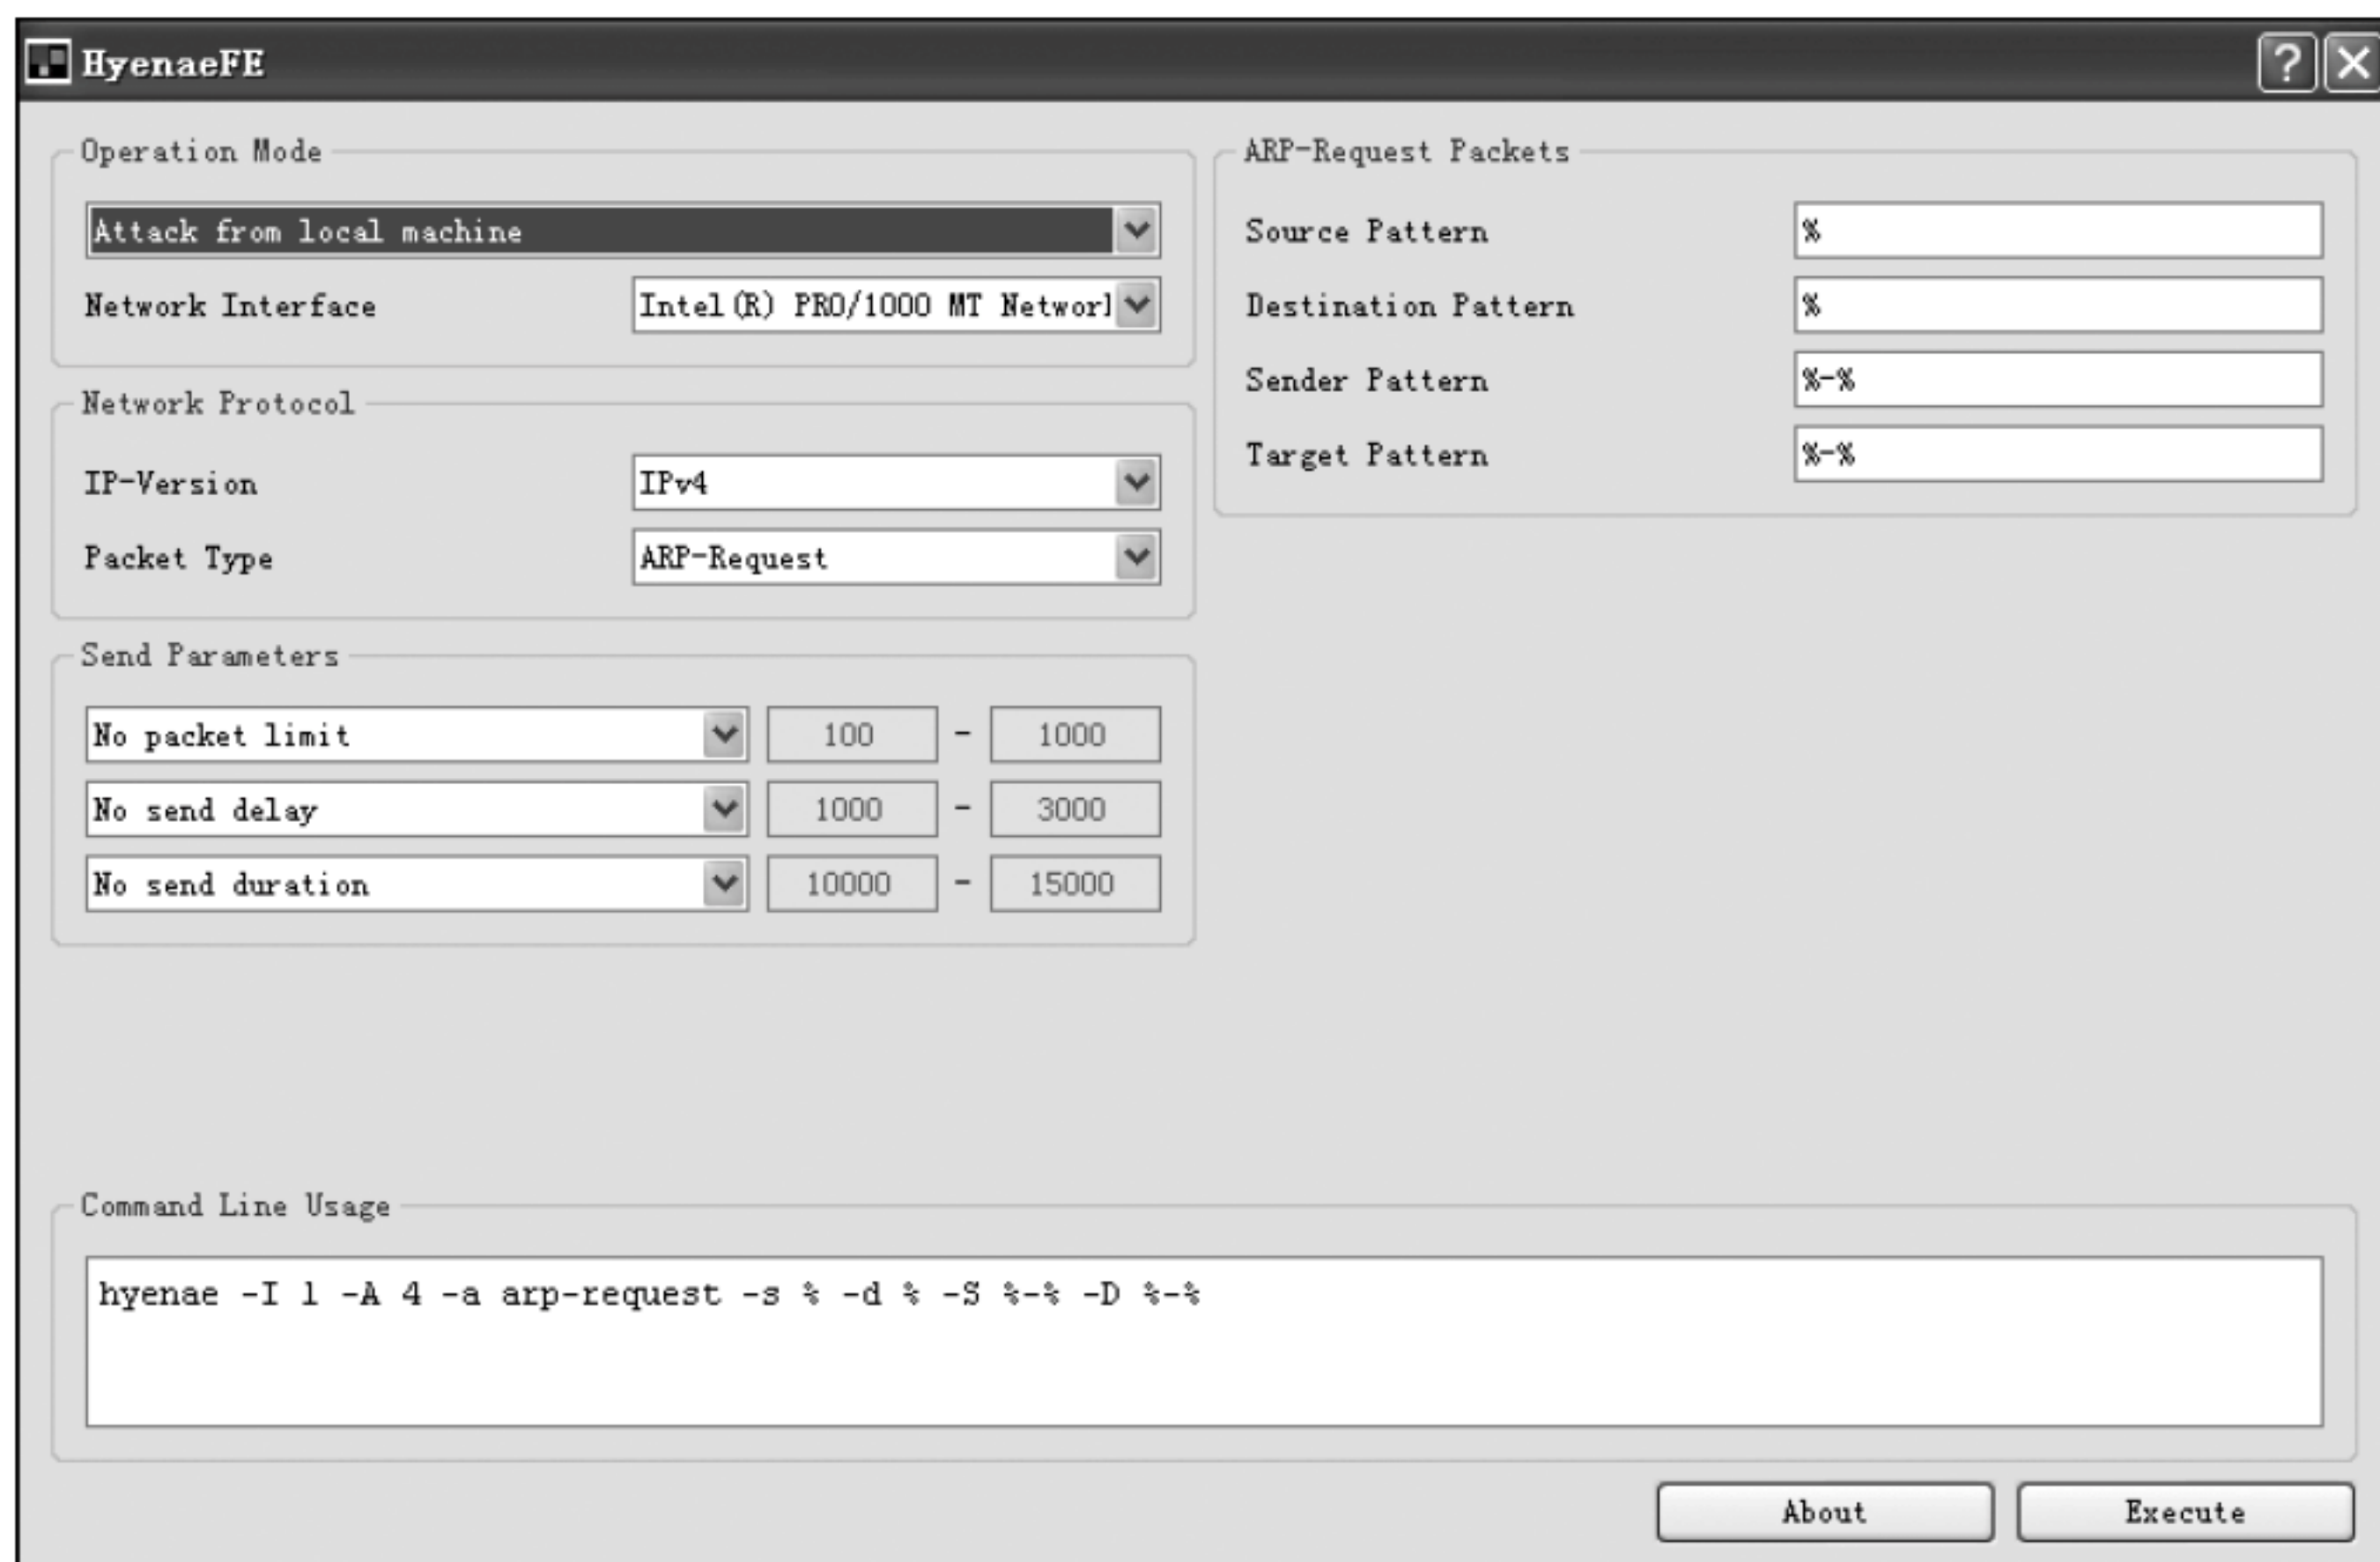 HyenaeFE
Operation Mode
Attack from local machine
Network Interface
Intel(R) PRO/1000 MT Networl
Network Protocol
IP-Version
IPv4
Packet Type
ARP-Request
Send Parameters
No packet limit
100 - 1000
No send delay
1000 - 3000
No send duration
10000 - 15000
ARP-Request Packets
Source Pattern
%
Destination Pattern
%
Sender Pattern
%-%
Target Pattern
%-%
Command Line Usage
hyenae -I 1 -A 4 -a arp-request -s % -d % -S %-% -D %-%
About
Execute